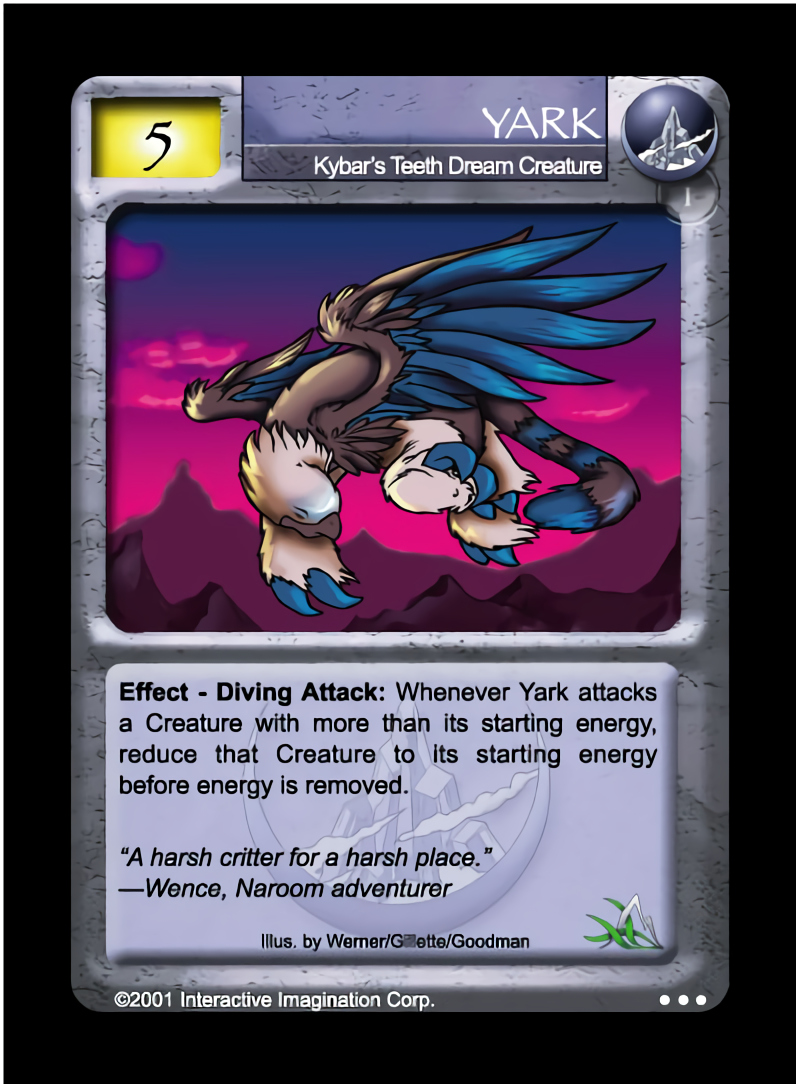 5
YARK
Kybar's Teeth Dream Creature
1
Effect - Diving Attack: Whenever Yark attacks
a Creature with more than its starting energy,
reduce that Creature to its starting energy
before energy is removed.
"A harsh critter for a harsh place."
—Wence, Naroom adventurer
Illus. by Werner/Goodman
©2001 Interactive Imagination Corp.